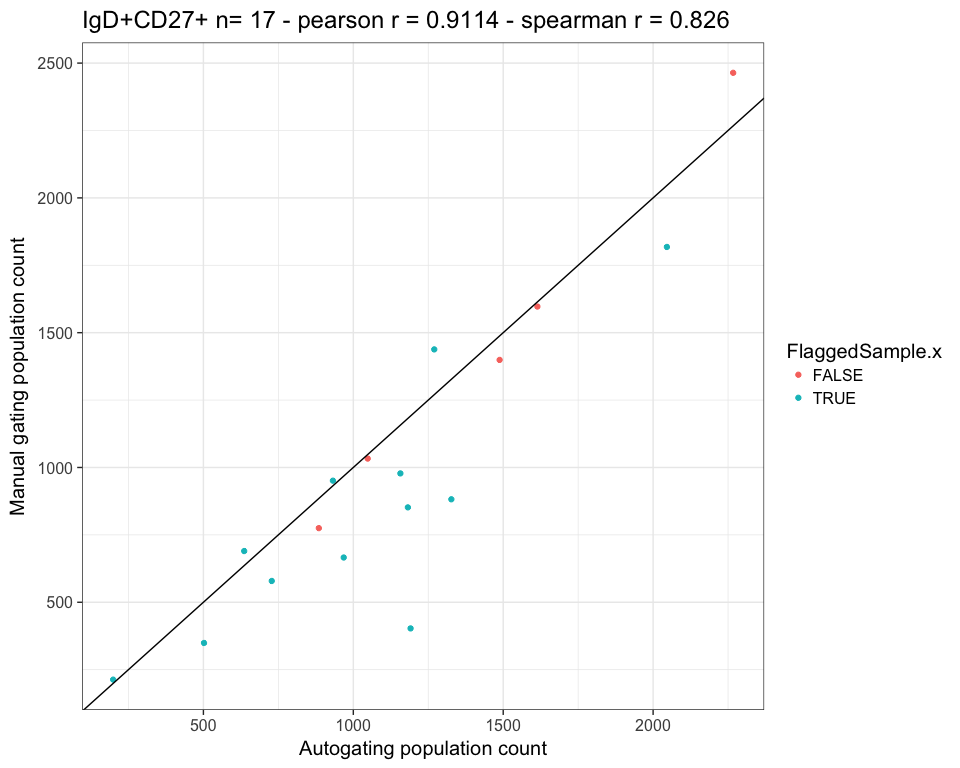 IgD+CD27+ n= 17 - pearson r = 0.9114 - spearman r = 0.826
2500
2000
1500
1000
500
Manual gating population count
500 1000 1500 2000
Autogating population count
FlaggedSample.x
FALSE
TRUE